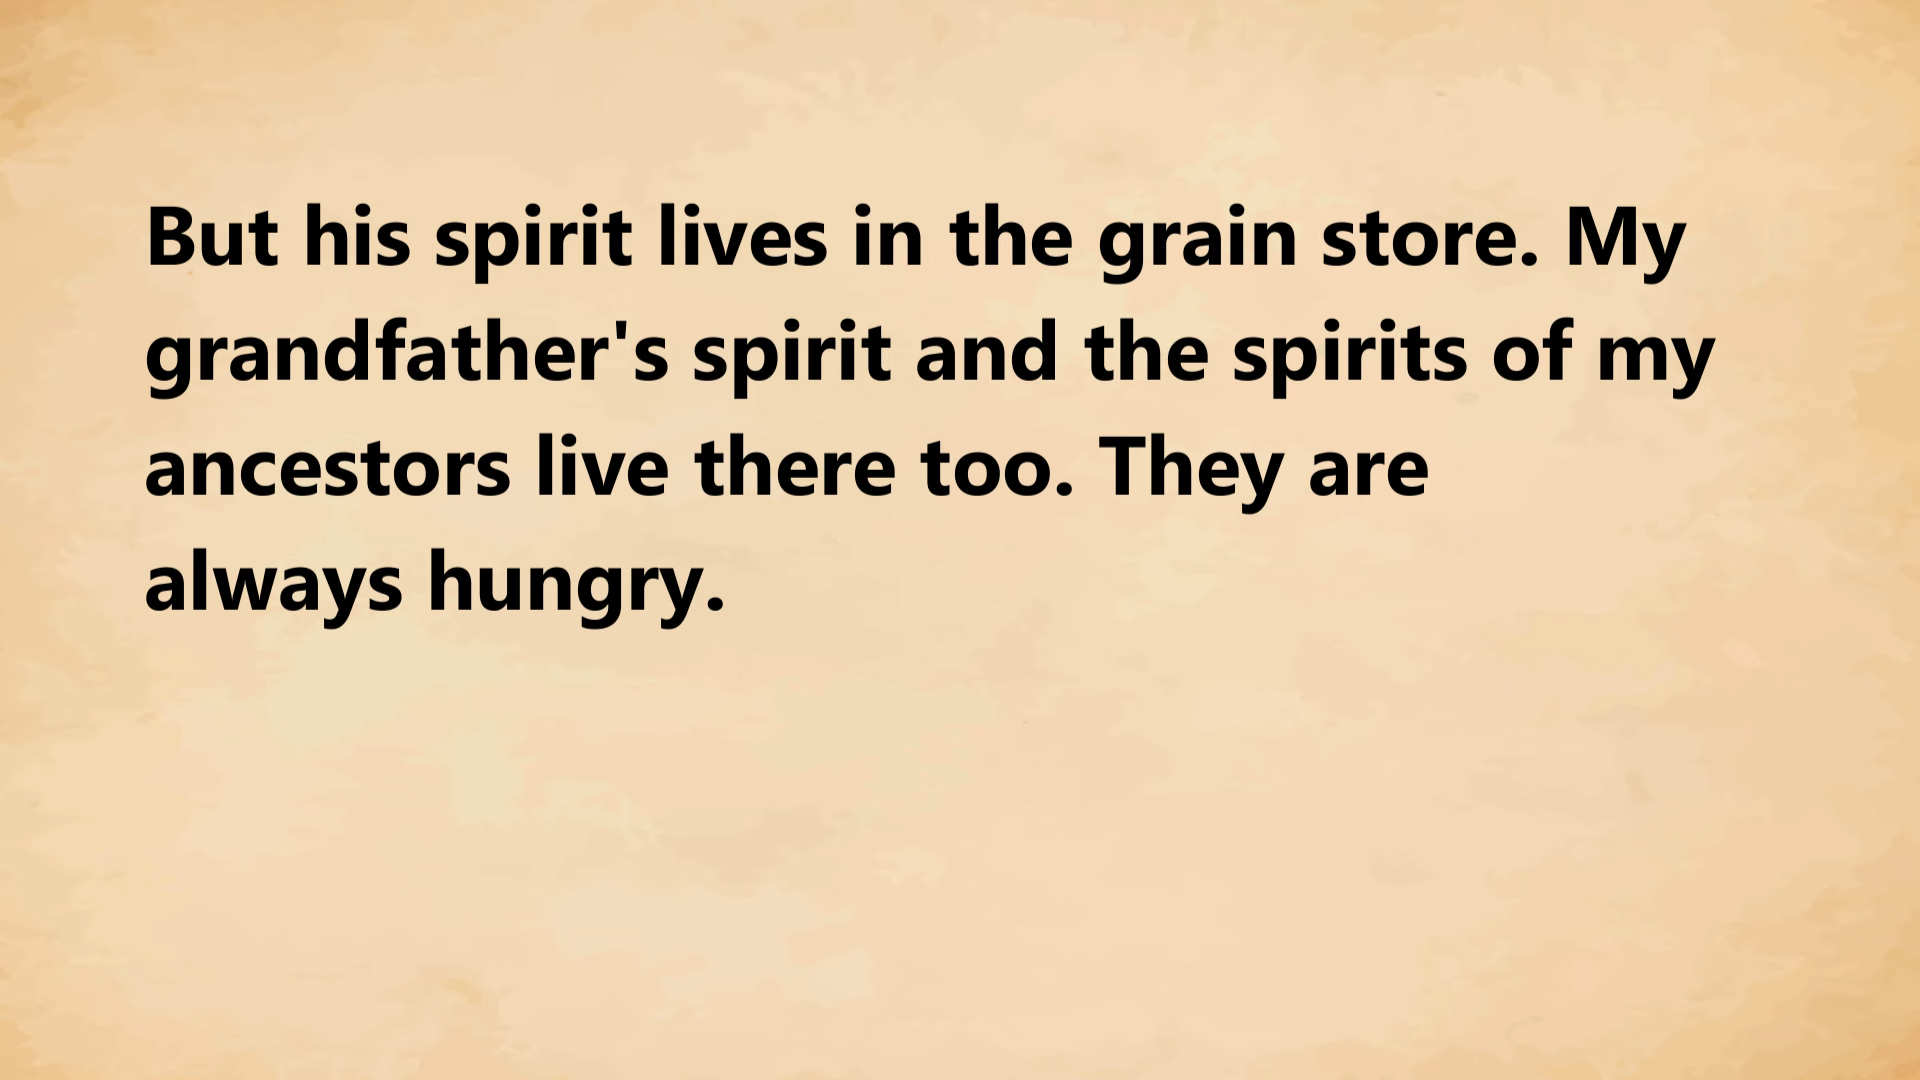 But his spirit lives in the grain store. My
grandfather's spirit and the spirits of my
ancestors live there too. They are
always hungry.